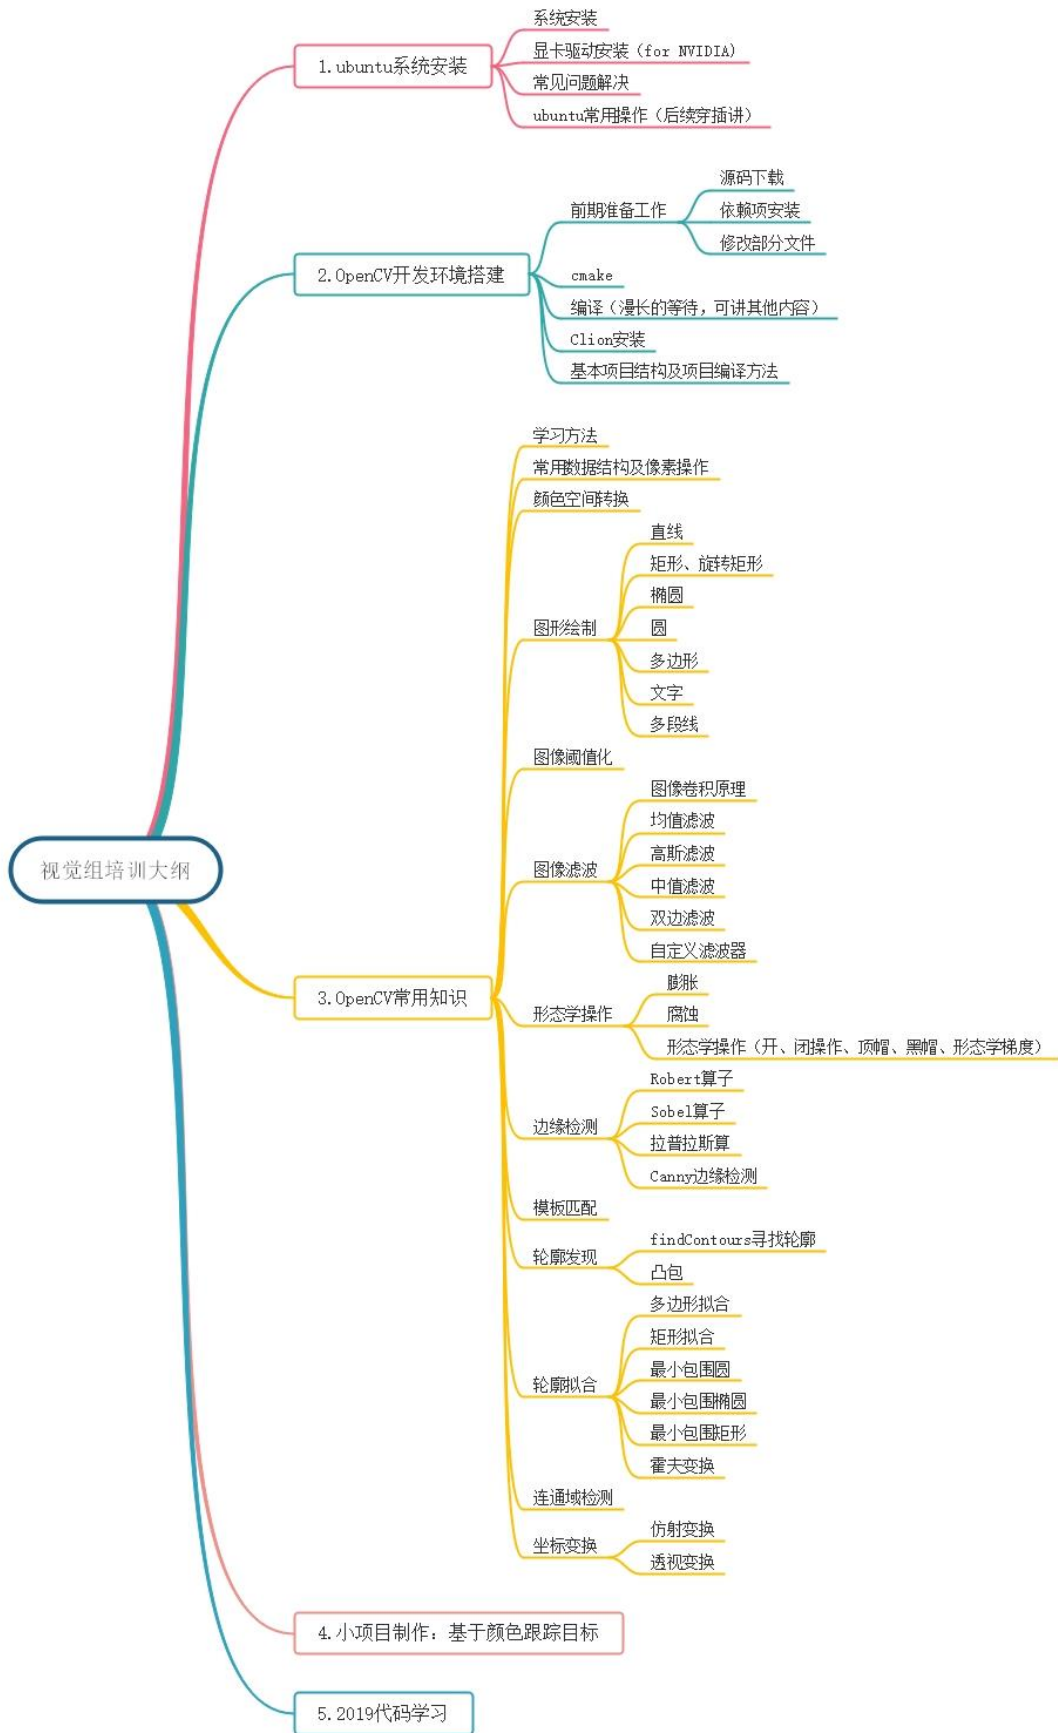 系统安装
显卡驱动安装（for NVIDIA）
常见问题解决
ubuntu常用操作（后续穿插讲）
1.ubuntu系统安装
源码下载
依赖项安装
修改部分文件
前期准备工作
cmake
编译（漫长的等待，可讲其他内容）
Clion安装
基本项目结构及项目编译方法
2.OpenCV开发环境搭建
学习方法
常用数据结构及像素操作
颜色空间转换
直线
矩形、旋转矩形
椭圆
圆
多边形
文字
多段线
图形绘制
图像阈值化
图像卷积原理
均值滤波
高斯滤波
中值滤波
双边滤波
自定义滤波器
图像滤波
膨胀
腐蚀
形态学操作（开、闭操作、顶帽、黑帽、形态学梯度）
形态学操作
Robert算子
Sobel算子
拉普拉斯算
Canny边缘检测
边缘检测
模板匹配
findContours寻找轮廓
凸包
轮廓发现
多边形拟合
矩形拟合
最小包围圆
最小包围椭圆
最小包围矩形
霍夫变换
轮廓拟合
连通域检测
仿射变换
透视变换
坐标变换
3.OpenCV常用知识
视觉组培训大纲
4.小项目制作：基于颜色跟踪目标
5.2019代码学习